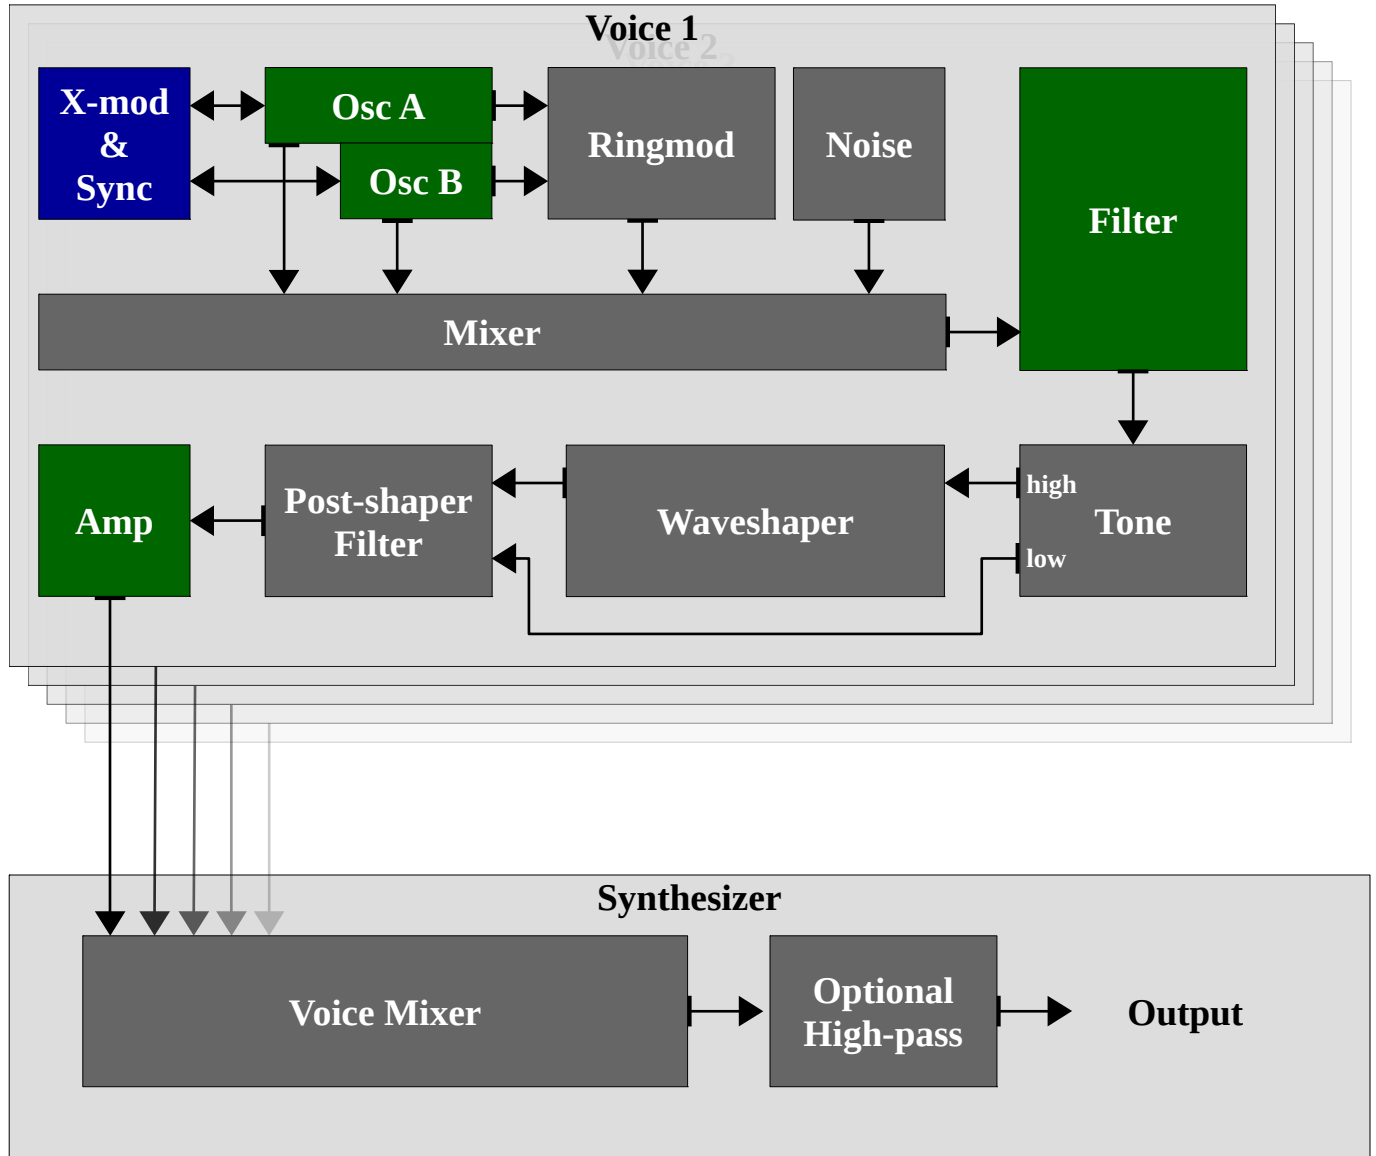 Voice 1
Voice 2
X-mod
&
Sync
Osc A
Osc B
Ringmod
Noise
Filter
Mixer
Amp
Post-shaper
Filter
Waveshaper
high
Tone
low
Synthesizer
Voice Mixer
Optional
High-pass
Output